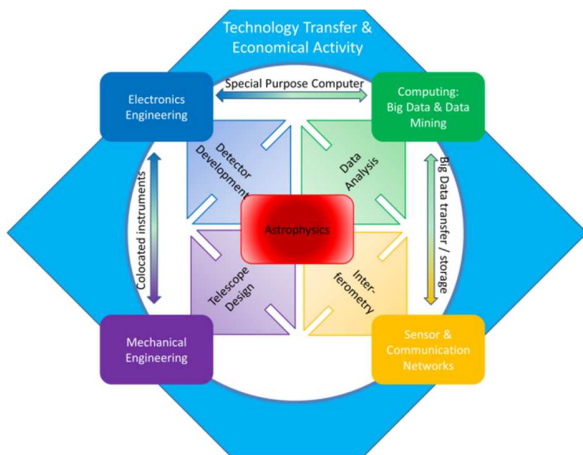 Technology Transfer &
Economical Activity
Electronics
Engineering
Special Purpose Computer
Computing:
Big Data & Data
Mining
Detector
Development
Data
Analysis
Colocated instruments
Astrophysics
Big Data transfer /
storage
Telescope
Design
Inter-
ferometry
Mechanical
Engineering
Sensor &
Communication
Networks